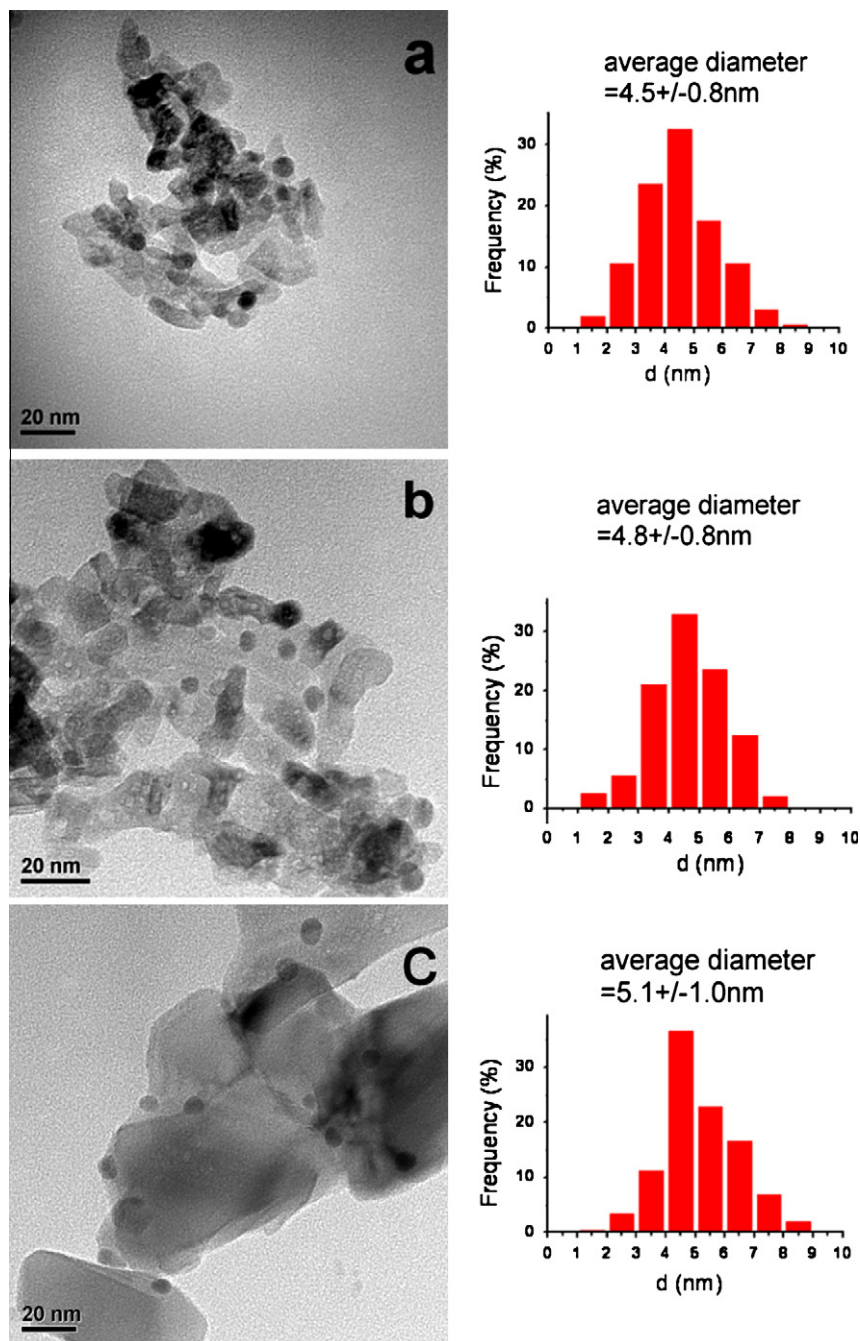 a
20 nm
average diameter
=4.5+/-0.8nm
Frequency (%)
30
20
10
0
0 1 2 3 4 5 6 7 8 9 10
d (nm)
b
20 nm
average diameter
=4.8+/-0.8nm
Frequency (%)
30
20
10
0
0 1 2 3 4 5 6 7 8 9 10
d (nm)
C
20 nm
average diameter
=5.1+/-1.0nm
Frequency (%)
30
20
10
0
0 1 2 3 4 5 6 7 8 9 10
d (nm)